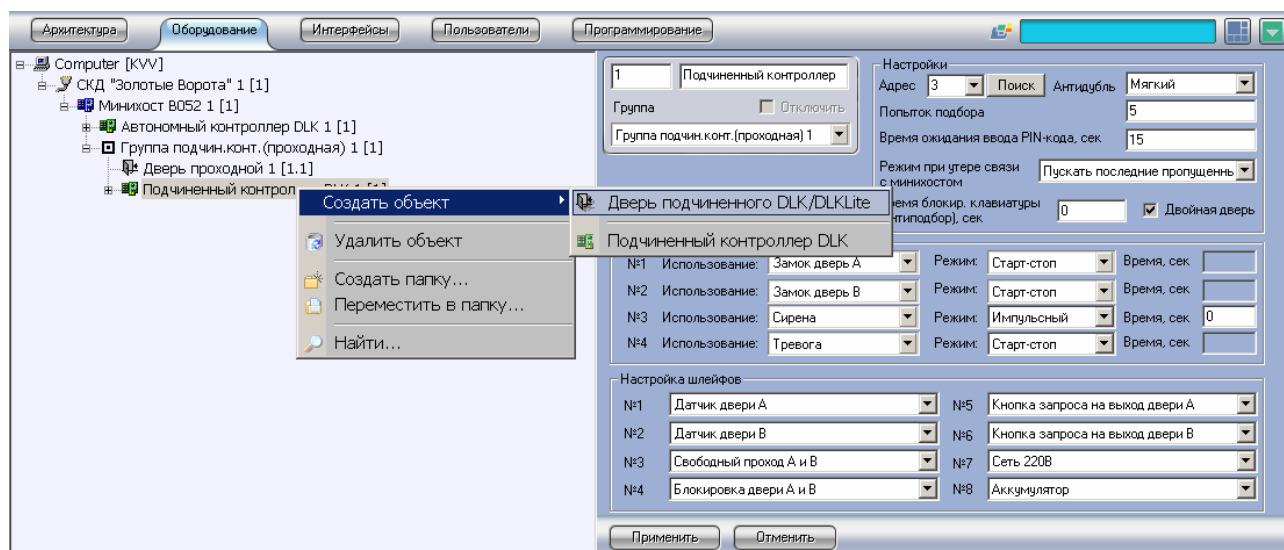 Архитектура Оборудование Интерфейсы Пользователи Программирование
Computer [KVV]
СКД "Золотые Ворота" 1 [1]
Минихост B052 1 [1]
Автономный контроллер DLK 1 [1]
Группа подчин.конт.(проходная) 1 [1]
Дверь проходной 1 [1.1]
Подчиненный контрол
Создать объект
Удалить объект
Создать папку...
Переместить в папку...
Найти...
Дверь подчиненного DLK/DLKLite
Подчиненный контроллер DLK
1 Подчиненный контроллер
Группа Отключить
Группа подчин.конт.(проходная) 1
Настройки
Адрес 3 Поиск Антидубль Мягкий
Попыток подбора 5
Время ожидания ввода PIN-кода, сек 15
Режим при утере связи
с минихостом Пускать последние пропущеннь
ремя блокир. клавиатуры
нтиподбор), сек 0 Двойная дверь
№1 Использование: Замок дверь А Режим: Старт-стоп Время, сек
№2 Использование: Замок дверь В Режим: Старт-стоп Время, сек
№3 Использование: Сирена Режим: Импульсный Время, сек 0
№4 Использование: Тревога Режим: Старт-стоп Время, сек
Настройка шлейфов
№1 Датчик двери А №5 Кнопка запроса на выход двери А
№2 Датчик двери В №6 Кнопка запроса на выход двери В
№3 Свободный проход А и В №7 Сеть 220В
№4 Блокировка двери А и В №8 Аккумулятор
Применить Отменить